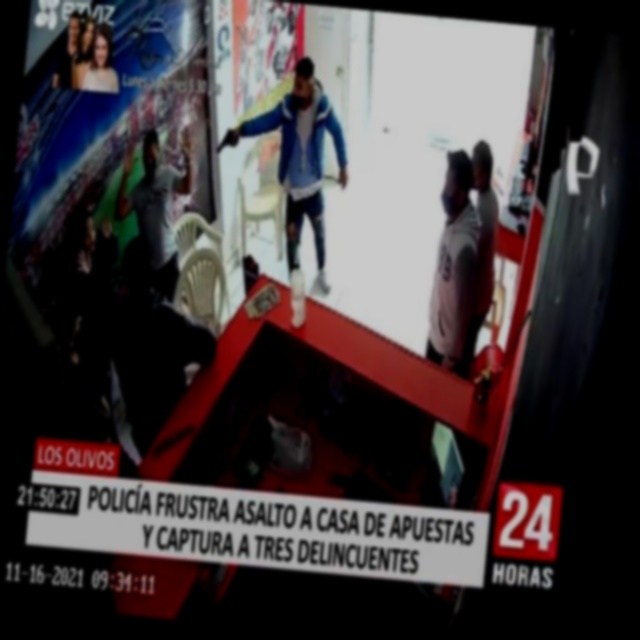 EZVIZ
LOS OLIVOS
21:50:27 POLICÍA FRUSTRA ASALTO A CASA DE APUESTAS
Y CAPTURA A TRES DELINCUENTES
24
HORAS
11-16-2021 09:34:11